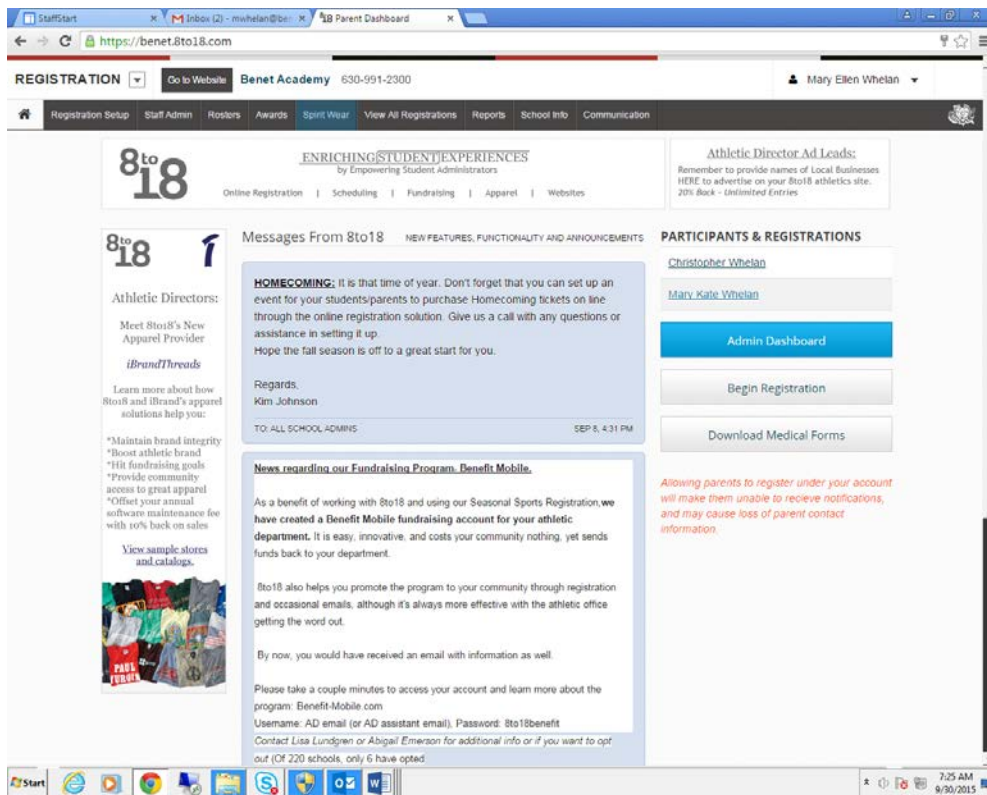 StaffStart
Inbox (2) - mwhelan@ber
18 Parent Dashboard
https://benet.8to18.com
REGISTRATION
Go to Website
Benet Academy 630-991-2300
Mary Ellen Whelan
Registration Setup Staff Admin Rosters Awards Spirit Wear View All Registrations Reports School Info Communication
8to18
ENRICHING STUDENT EXPERIENCES
by Empowering Student Administrators
Online Registration | Scheduling | Fundraising | Apparel | Websites
Athletic Director Ad Leads:
Remember to provide names of Local Businesses
HERE to advertise on your 8to18 athletics site.
20% Back - Unlimited Entries
8to18
Athletic Directors:
Meet 8to18's New
Apparel Provider
iBrandThreads
Learn more about how
8to18 and iBrand's apparel
solutions help you:
*Maintain brand integrity
*Boost athletic brand
*Hit fundraising goals
*Provide community
access to great apparel
*Offset your annual
software maintenance fee
with 10% back on sales
View sample stores
and catalogs.
PAUL
Messages From 8to18 NEW FEATURES, FUNCTIONALITY AND ANNOUNCEMENTS
HOMECOMING: It is that time of year. Don't forget that you can set up an
event for your students/parents to purchase Homecoming tickets on line
through the online registration solution. Give us a call with any questions or
assistance in setting it up.
Hope the fall season is off to a great start for you.
Regards,
Kim Johnson
TO: ALL SCHOOL ADMINS SEP 8, 4:31 PM
News regarding our Fundraising Program. Benefit Mobile.
As a benefit of working with 8to18 and using our Seasonal Sports Registration,we
have created a Benefit Mobile fundraising account for your athletic
department. It is easy, innovative, and costs your community nothing, yet sends
funds back to your department.
8to18 also helps you promote the program to your community through registration
and occasional emails, although it's always more effective with the athletic office
getting the word out.
By now, you would have received an email with information as well.
Please take a couple minutes to access your account and learn more about the
program: Benefit-Mobile.com
Username: AD email (or AD assistant email), Password: 8to18benefit
Contact Lisa Lundgren or Abigail Emerson for additional info or if you want to opt
out (Of 220 schools, only 6 have opted
PARTICIPANTS & REGISTRATIONS
Christopher Whelan
Mary Kate Whelan
Admin Dashboard
Begin Registration
Download Medical Forms
Allowing parents to register under your account
will make them unable to recieve notifications,
and may cause loss of parent contact
information.
Start
7:25 AM
9/30/2015